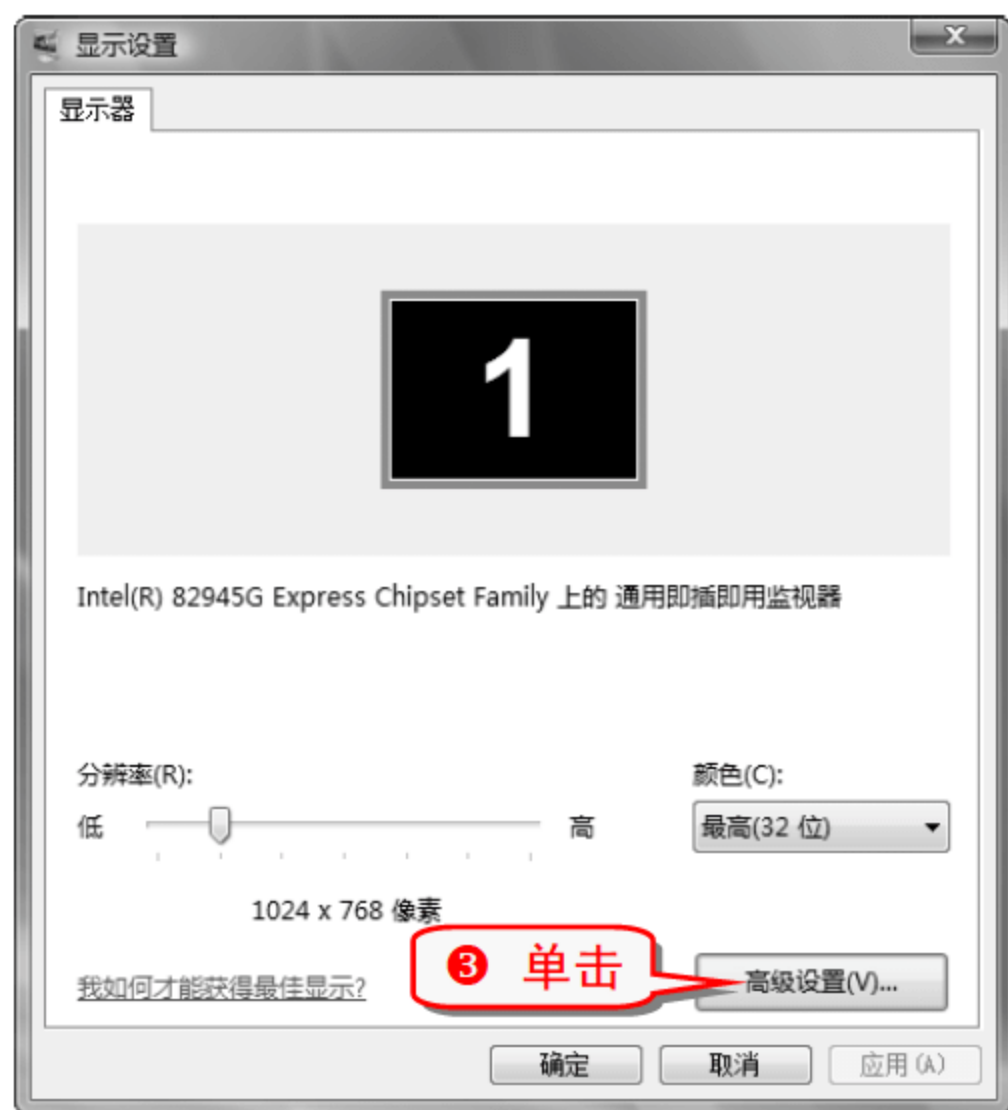 显示设置
显示器
1
Intel(R) 82945G Express Chipset Family 上的 通用即插即用监视器
分辨率(R):
颜色(C):
低
高
最高(32 位)
1024 x 768 像素
❸ 单击
我如何才能获得最佳显示?
高级设置(V)...
确定
取消
应用(A)